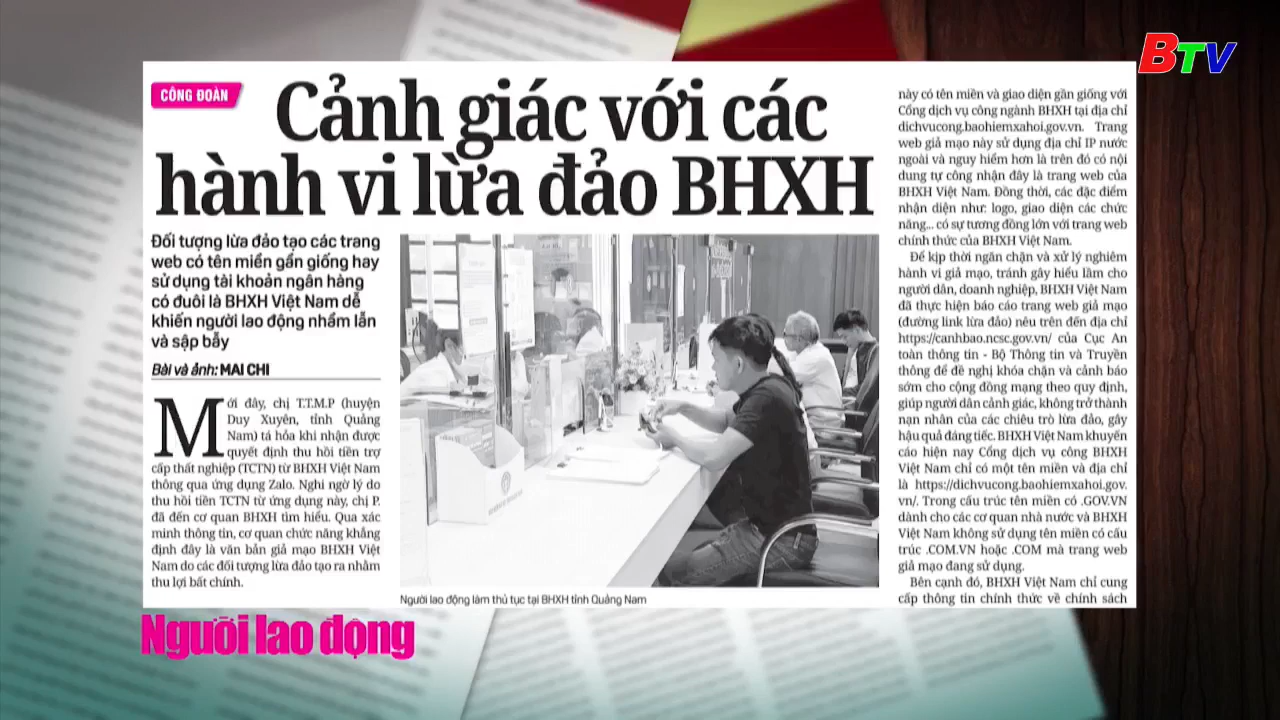 BTV
CÔNG ĐOÀN
Cảnh giác với các
hành vi lừa đảo BHXH
Đối tượng lừa đảo tạo các trang
web có tên miền gần giống hay
sử dụng tài khoản ngân hàng
có đuôi là BHXH Việt Nam dễ
khiến người lao động nhầm lẫn
và sập bẫy
Bài và ảnh: MAI CHI
Mới đây, chị T.T.M.P (huyện
Duy Xuyên, tỉnh Quảng
Nam) tá hỏa khi nhận được
quyết định thu hồi tiền trợ
cấp thất nghiệp (TCTN) từ BHXH Việt Nam
thông qua ứng dụng Zalo. Nghi ngờ lý do
thu hồi tiền TCTN từ ứng dụng này, chị P.
đã đến cơ quan BHXH tìm hiểu. Qua xác
minh thông tin, cơ quan chức năng khẳng
định đây là văn bản giả mạo BHXH Việt
Nam do các đối tượng lừa đảo tạo ra nhằm
thu lợi bất chính.
Người lao động làm thủ tục tại BHXH tỉnh Quảng Nam
này có tên miền và giao diện gần giống với
Cổng dịch vụ công ngành BHXH tại địa chỉ
dichvucong.baohiemxahoi.gov.vn. Trang
web giả mạo này sử dụng địa chỉ IP nước
ngoài và nguy hiểm hơn là trên đó có nội
dung tự công nhận đây là trang web của
BHXH Việt Nam. Đồng thời, các đặc điểm
nhận diện như: logo, giao diện các chức
năng... có sự tương đồng lớn với trang web
chính thức của BHXH Việt Nam.
Để kịp thời ngăn chặn và xử lý nghiêm
hành vi giả mạo, tránh gây hiểu lầm cho
người dân, doanh nghiệp, BHXH Việt Nam
đã thực hiện báo cáo trang web giả mạo
(đường link lừa đảo) nêu trên đến địa chỉ
https://canhbao.ncsc.gov.vn/ của Cục An
toàn thông tin - Bộ Thông tin và Truyền
thông để đề nghị khóa chặn và cảnh báo
sớm cho cộng đồng mạng theo quy định,
giúp người dân cảnh giác, không trở thành
nạn nhân của các chiêu trò lừa đảo, gây
hậu quả đáng tiếc. BHXH Việt Nam khuyến
cáo hiện nay Cổng dịch vụ công BHXH
Việt Nam chỉ có một tên miền và địa chỉ
là https://dichvucong.baohiemxahoi.gov.
vn/. Trong cấu trúc tên miền có .GOV.VN
dành cho các cơ quan nhà nước và BHXH
Việt Nam không sử dụng tên miền có cấu
trúc .COM.VN hoặc .COM mà trang web
giả mạo đang sử dụng.
Bên cạnh đó, BHXH Việt Nam chỉ cung
cấp thông tin chính thức về chính sách
Người lao động